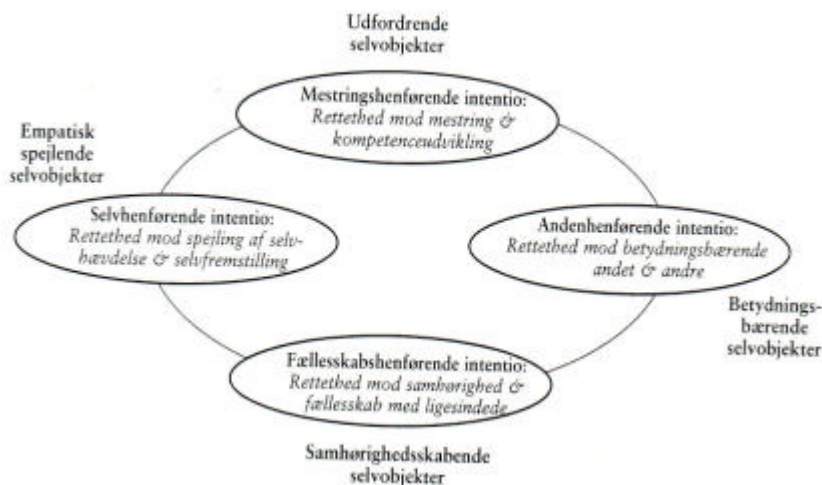 Udfordrende
selvobjekter
Mestringshenførende intentio:
Rettethed mod mestring &
kompetenceudvikling
Empatisk
spejlende
selvobjekter
Selvhenførende intentio:
Rettethed mod spejling af selv-
hævdelse & selvfremstilling
Andenhenførende intentio:
Rettethed mod betydningsbærende
andet & andre
Betydnings-
bærende
selvobjekter
Fællesskabshenførende intentio:
Rettethed mod samhørighed &
fællesskab med ligesindede
Samhørighedsskabende
selvobjekter